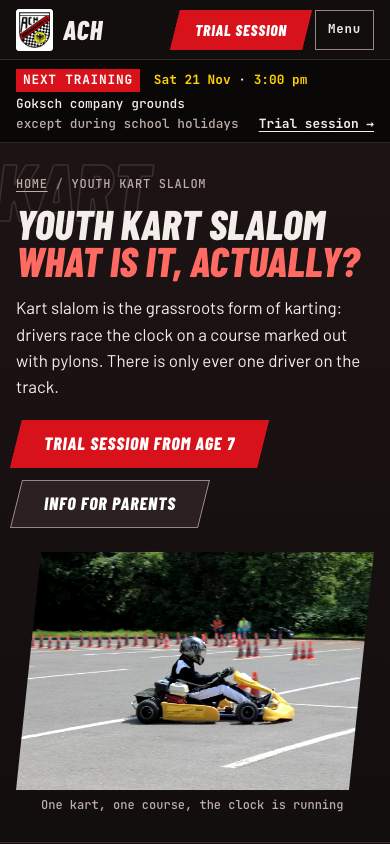 ACH
ACH
TRIAL SESSION
Menu
NEXT TRAINING Sat 21 Nov · 3:00 pm
Goksch company grounds
except during school holidays Trial session →
KART
HOME / YOUTH KART SLALOM
YOUTH KART SLALOM
WHAT IS IT, ACTUALLY?
Kart slalom is the grassroots form of karting:
drivers race the clock on a course marked out
with pylons. There is only ever one driver on the
track.
TRIAL SESSION FROM AGE 7
INFO FOR PARENTS
One kart, one course, the clock is running